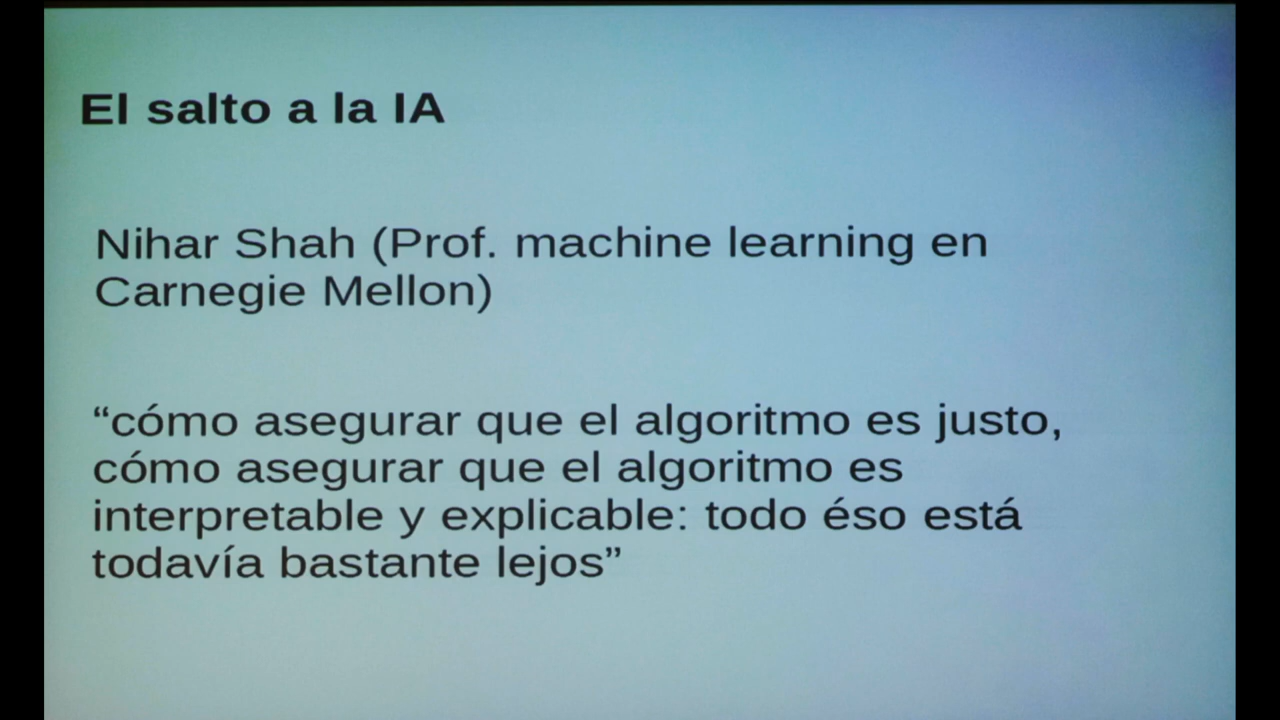 El salto a la IA
Nihar Shah (Prof. machine learning en
Carnegie Mellon)
“cómo asegurar que el algoritmo es justo,
cómo asegurar que el algoritmo es
interpretable y explicable: todo éso está
todavía bastante lejos”